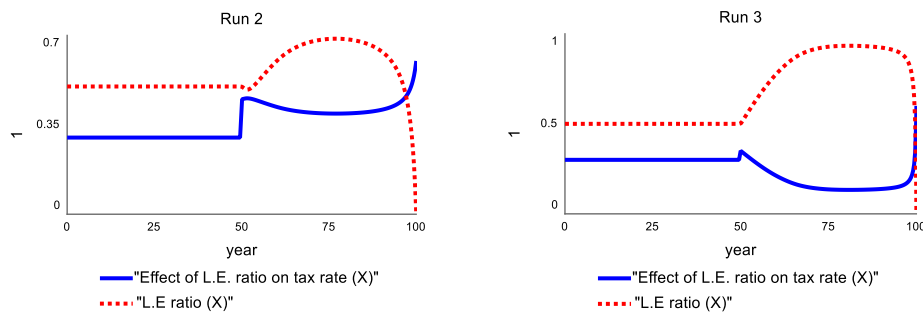 Run 2
0.7
0.35
0
1
0 25 50 75 100
year
"Effect of L.E. ratio on tax rate (X)"
"L.E ratio (X)"
Run 3
1
0.5
0
1
0 25 50 75 100
year
"Effect of L.E. ratio on tax rate (X)"
"L.E ratio (X)"